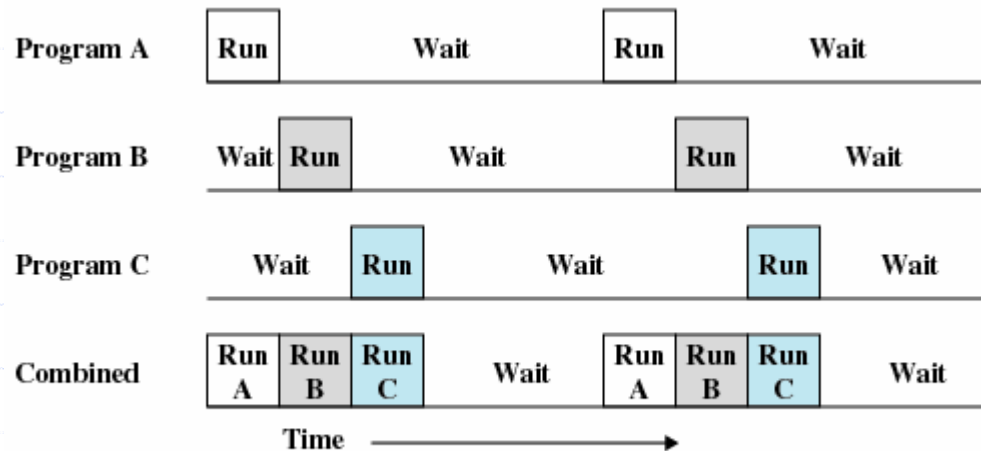 Program A Run Wait Run Wait
Program B Wait Run Wait Run Wait
Program C Wait Run Wait Run Wait
Combined Run A Run B Run C Wait Run A Run B Run C Wait
Time